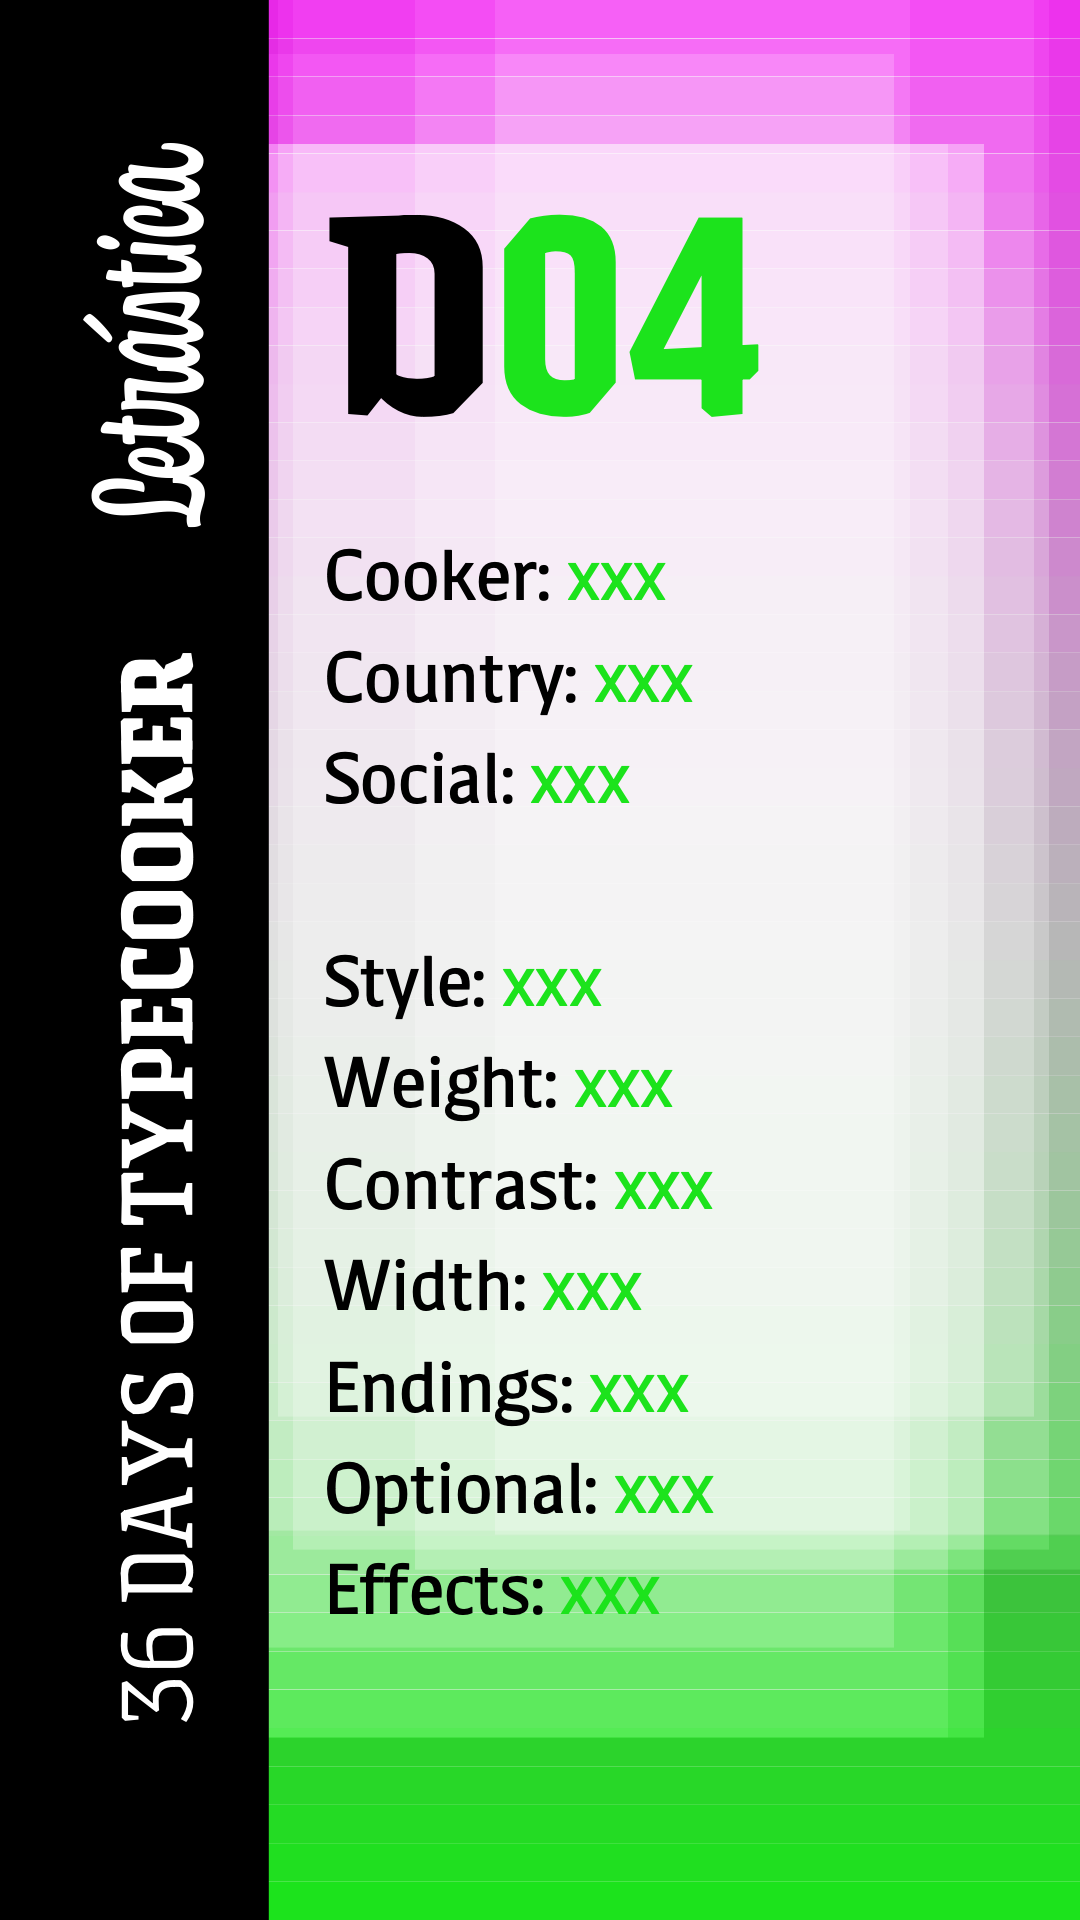 Letrástica
36 DAYS OF TYPECOOKER
D04
Cooker: xxx
Country: xxx
Social: xxx
Style: xxx
Weight: xxx
Contrast: xxx
Width: xxx
Endings: xxx
Optional: xxx
Effects: xxx